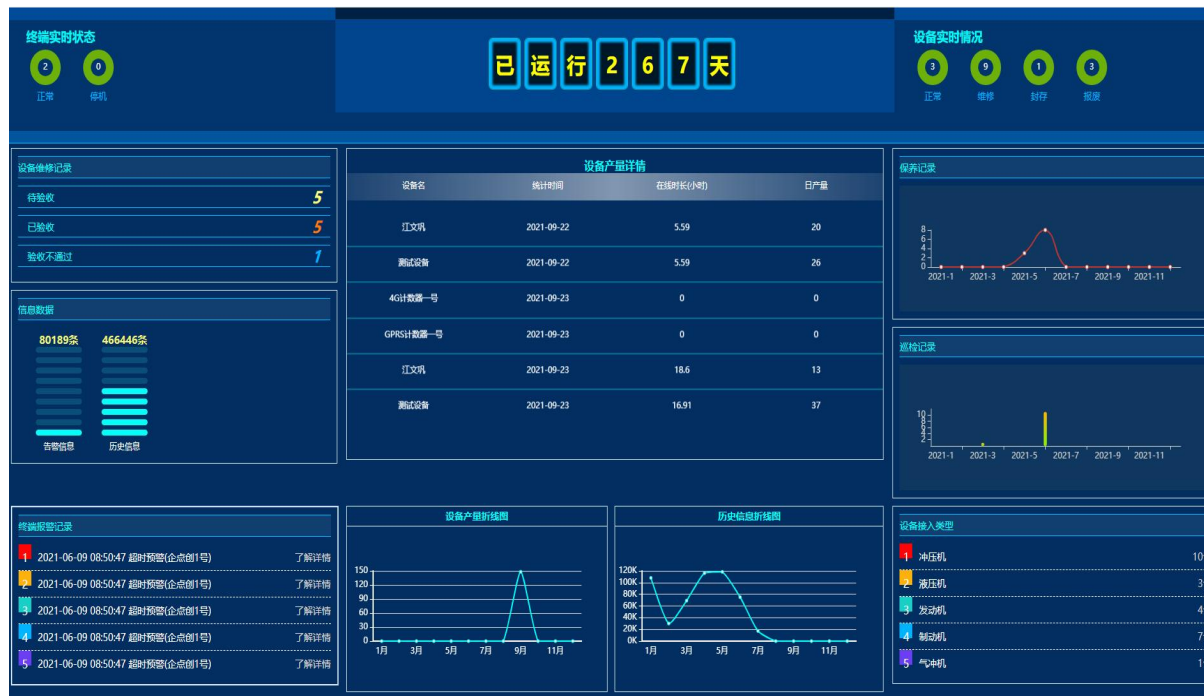 终端实时状态
2 0
正常 停机
已运行267天
设备实时情况
3 9 1 3
正常 维修 封存 报废
设备维修记录
待验收 5
已验收 5
验收不通过 1
信息数据
80189条 466446条
告警信息 历史信息
设备产量详情
设备名 统计时间 在线时长(小时) 日产量
江文巩 2021-09-22 5.59 20
测试设备 2021-09-22 5.59 26
4G计数器一号 2021-09-23 0 0
GPRS计数器一号 2021-09-23 0 0
江文巩 2021-09-23 18.6 13
测试设备 2021-09-23 16.91 37
保养记录
8
6
4
2
0
2021-1 2021-3 2021-5 2021-7 2021-9 2021-11
巡检记录
10
8
6
4
2
2021-1 2021-3 2021-5 2021-7 2021-9 2021-11
终端报警记录
1 2021-06-09 08:50:47 超时预警(企点创1号) 了解详情
2 2021-06-09 08:50:47 超时预警(企点创1号) 了解详情
3 2021-06-09 08:50:47 超时预警(企点创1号) 了解详情
4 2021-06-09 08:50:47 超时预警(企点创1号) 了解详情
5 2021-06-09 08:50:47 超时预警(企点创1号) 了解详情
设备产量折线图
150
120
90
60
30
0
1月 3月 5月 7月 9月 11月
历史信息折线图
120K
100K
80K
60K
40K
20K
0K
1月 3月 5月 7月 9月 11月
设备接入类型
1 冲压机 10
2 液压机 3
3 发动机 4
4 制动机 7
5 气冲机 1